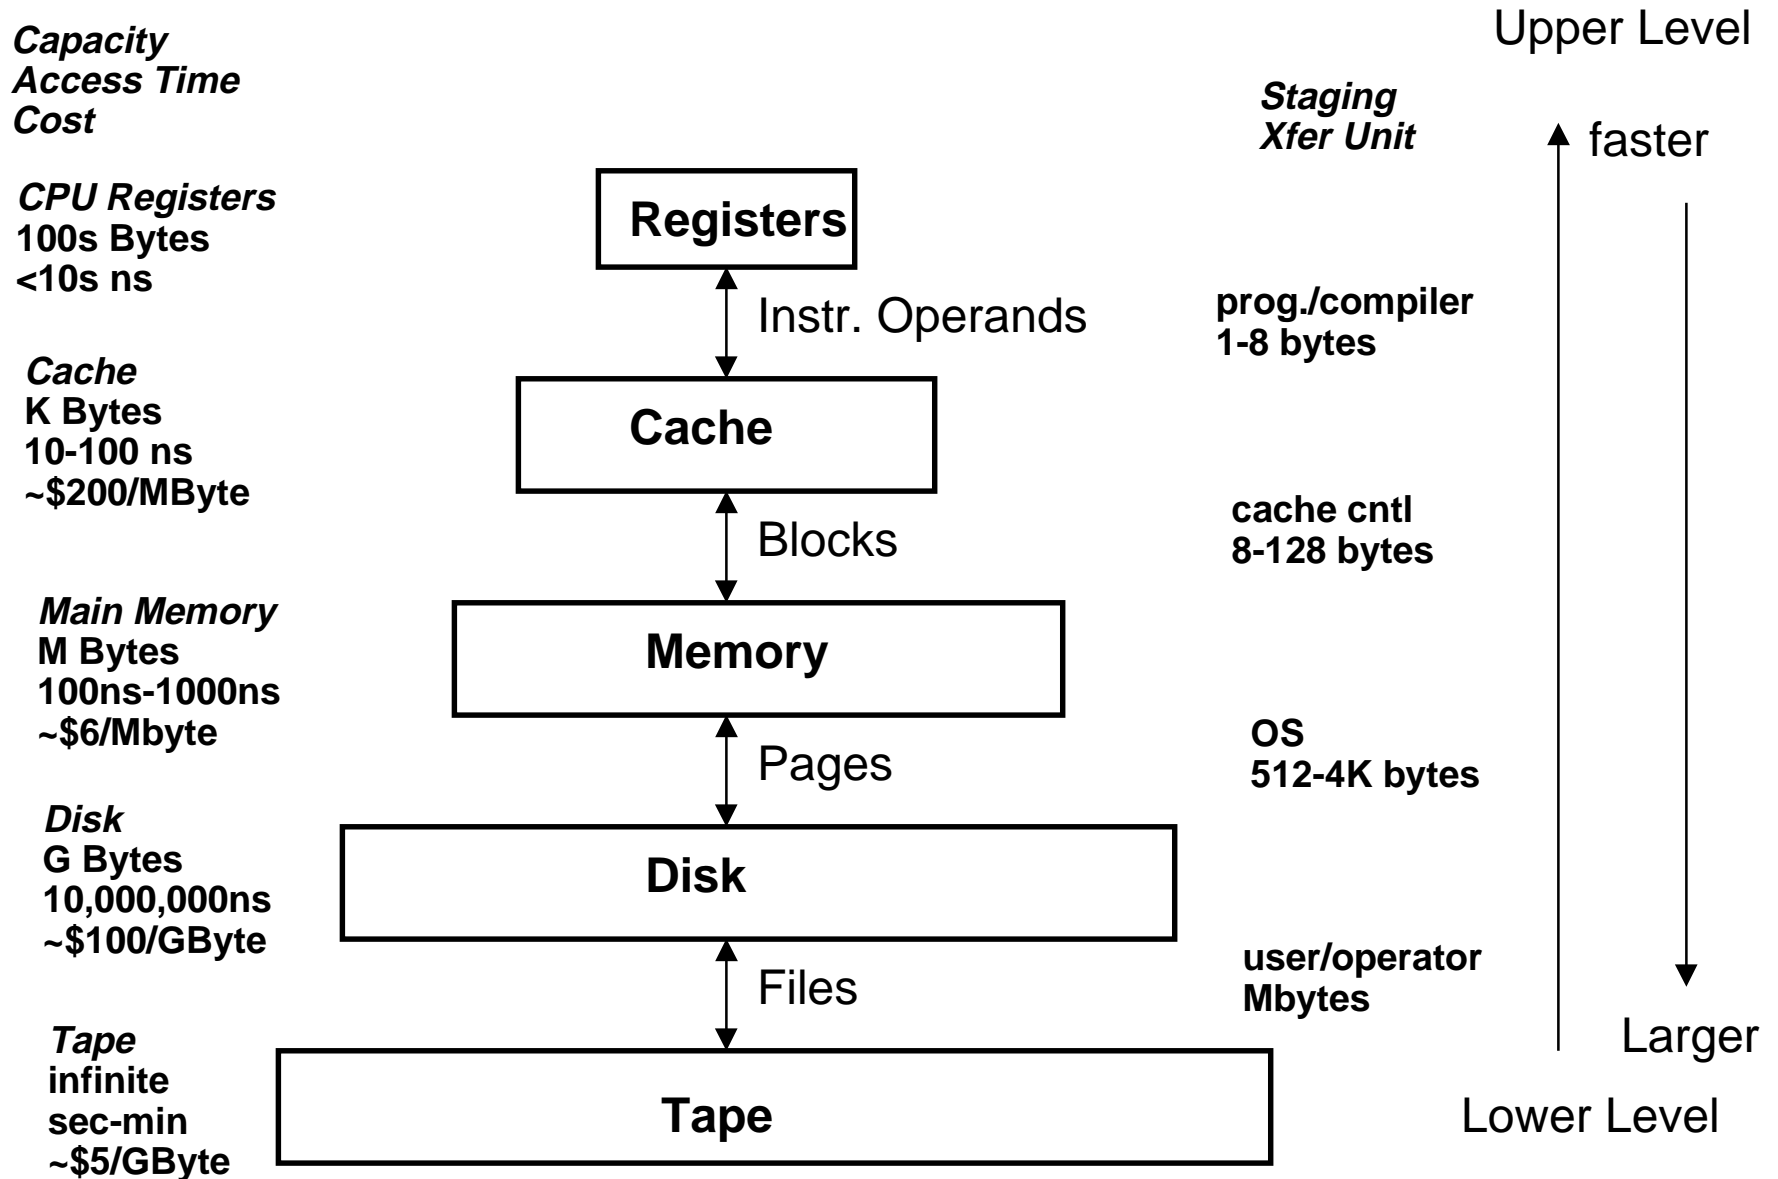 Upper Level
Capacity
Access Time
Cost
Staging
Xfer Unit
faster
CPU Registers
100s Bytes
<10s ns
Registers
Instr. Operands
prog./compiler
1-8 bytes
Cache
K Bytes
10-100 ns
~$200/MByte
Cache
Blocks
cache cntl
8-128 bytes
Main Memory
M Bytes
100ns-1000ns
~$6/Mbyte
Memory
Pages
OS
512-4K bytes
Disk
G Bytes
10,000,000ns
~$100/GByte
Disk
Files
user/operator
Mbytes
Larger
Tape
infinite
sec-min
~$5/GByte
Tape
Lower Level